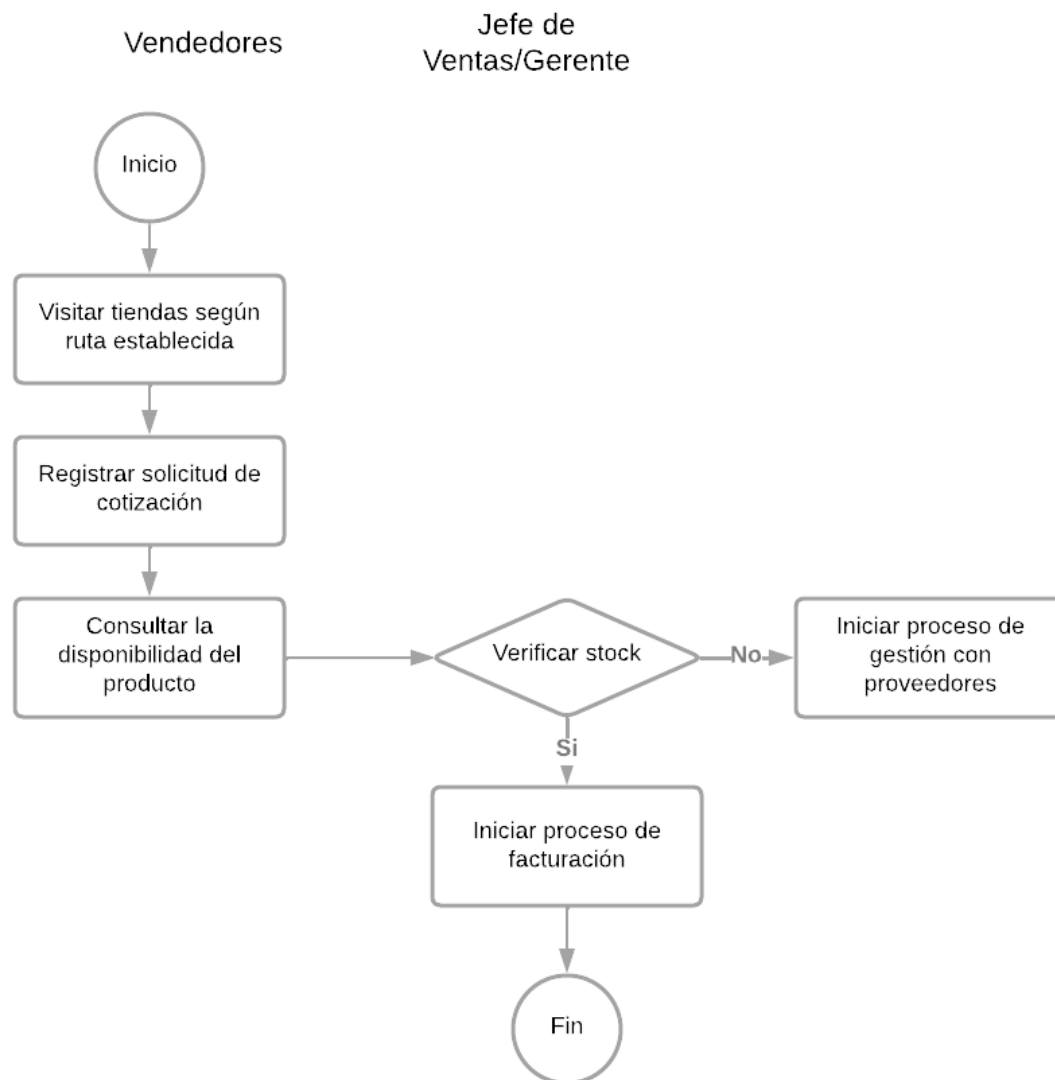 Vendedores
Jefe de
Ventas/Gerente
Inicio
Visitar tiendas según
ruta establecida
Registrar solicitud de
cotización
Consultar la
disponibilidad del
producto
Verificar stock
No
Iniciar proceso de
gestión con
proveedores
Si
Iniciar proceso de
facturación
Fin